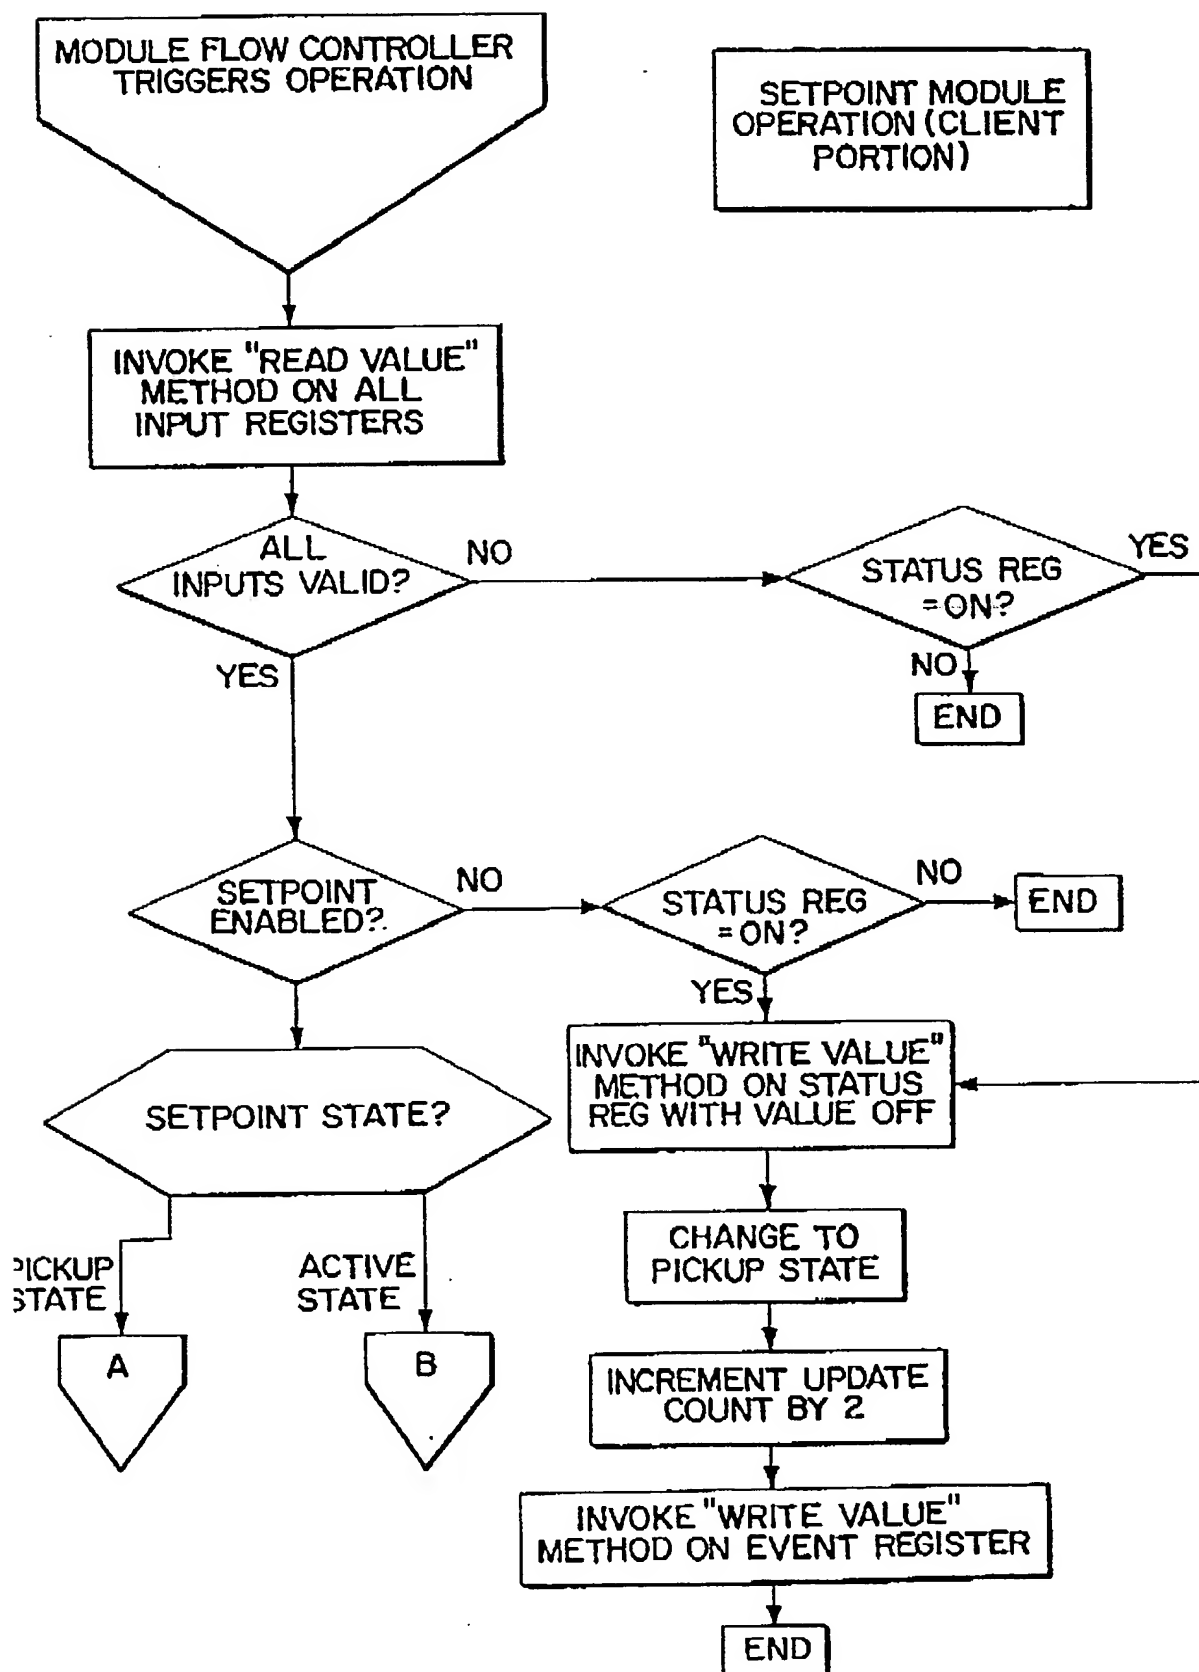 MODULE FLOW CONTROLLER
TRIGGERS OPERATION
SETPOINT MODULE
OPERATION (CLIENT
PORTION)
INVOKE "READ VALUE"
METHOD ON ALL
INPUT REGISTERS
ALL
INPUTS VALID?
NO
STATUS REG
=ON?
YES
NO
END
YES
SETPOINT
ENABLED?
NO
STATUS REG
=ON?
NO
END
YES
INVOKE "WRITE VALUE"
METHOD ON STATUS
REG WITH VALUE OFF
SETPOINT STATE?
CHANGE TO
PICKUP STATE
PICKUP
STATE
ACTIVE
STATE
A
B
INCREMENT UPDATE
COUNT BY 2
INVOKE "WRITE VALUE"
METHOD ON EVENT REGISTER
END